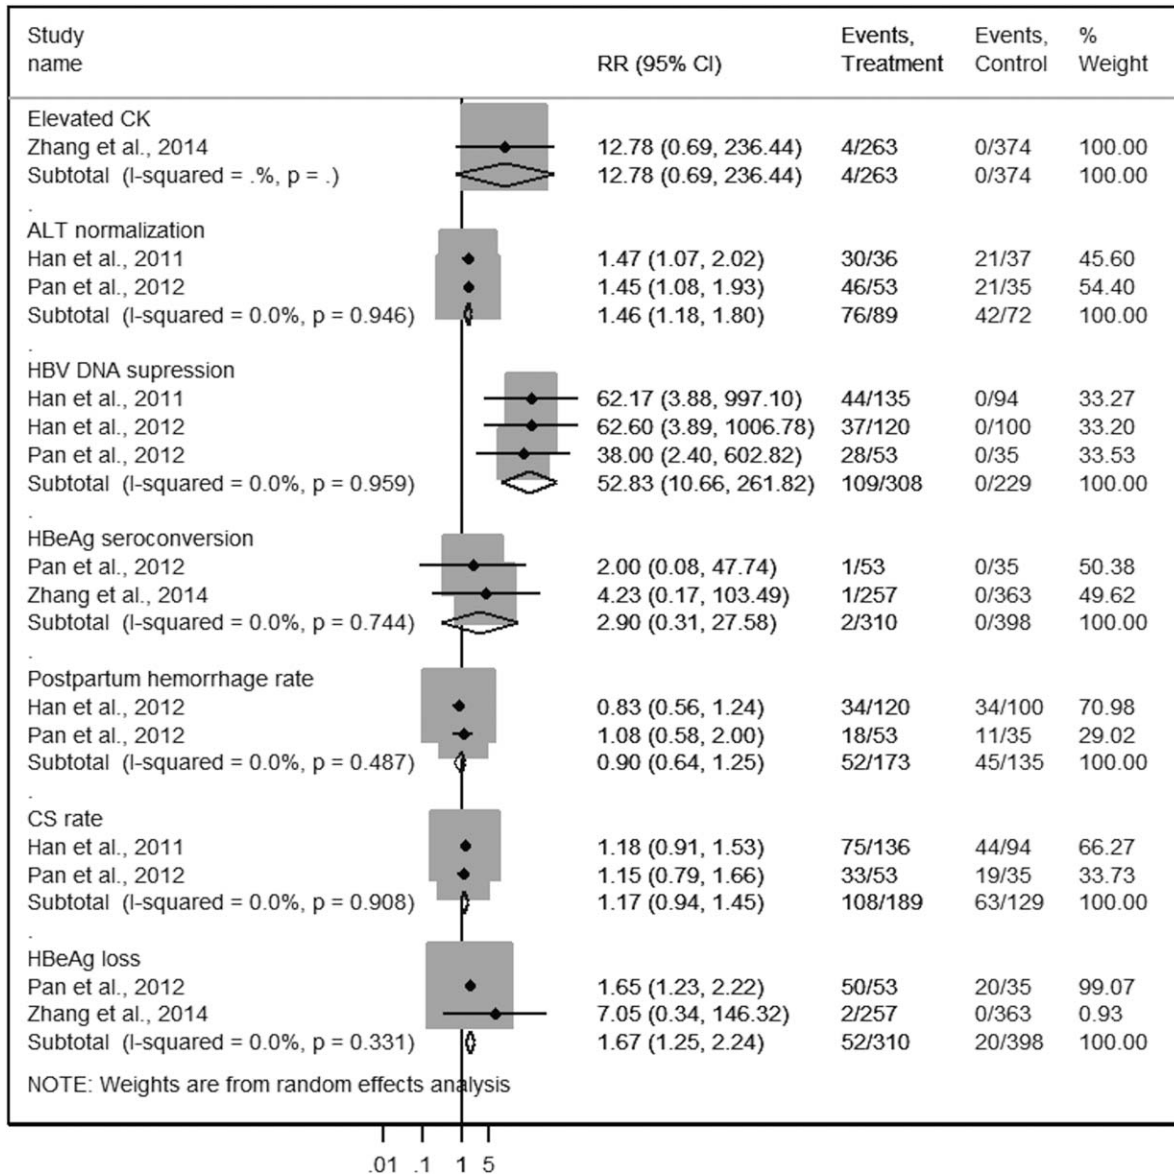 Study name RR (95% CI) Events, Treatment Events, Control % Weight
Elevated CK
Zhang et al., 2014 12.78 (0.69, 236.44) 4/263 0/374 100.00
Subtotal (I-squared = .%, p = .) 12.78 (0.69, 236.44) 4/263 0/374 100.00
.
ALT normalization
Han et al., 2011 1.47 (1.07, 2.02) 30/36 21/37 45.60
Pan et al., 2012 1.45 (1.08, 1.93) 46/53 21/35 54.40
Subtotal (I-squared = 0.0%, p = 0.946) 1.46 (1.18, 1.80) 76/89 42/72 100.00
.
HBV DNA supression
Han et al., 2011 62.17 (3.88, 997.10) 44/135 0/94 33.27
Han et al., 2012 62.60 (3.89, 1006.78) 37/120 0/100 33.20
Pan et al., 2012 38.00 (2.40, 602.82) 28/53 0/35 33.53
Subtotal (I-squared = 0.0%, p = 0.959) 52.83 (10.66, 261.82) 109/308 0/229 100.00
.
HBeAg seroconversion
Pan et al., 2012 2.00 (0.08, 47.74) 1/53 0/35 50.38
Zhang et al., 2014 4.23 (0.17, 103.49) 1/257 0/363 49.62
Subtotal (I-squared = 0.0%, p = 0.744) 2.90 (0.31, 27.58) 2/310 0/398 100.00
.
Postpartum hemorrhage rate
Han et al., 2012 0.83 (0.56, 1.24) 34/120 34/100 70.98
Pan et al., 2012 1.08 (0.58, 2.00) 18/53 11/35 29.02
Subtotal (I-squared = 0.0%, p = 0.487) 0.90 (0.64, 1.25) 52/173 45/135 100.00
.
CS rate
Han et al., 2011 1.18 (0.91, 1.53) 75/136 44/94 66.27
Pan et al., 2012 1.15 (0.79, 1.66) 33/53 19/35 33.73
Subtotal (I-squared = 0.0%, p = 0.908) 1.17 (0.94, 1.45) 108/189 63/129 100.00
.
HBeAg loss
Pan et al., 2012 1.65 (1.23, 2.22) 50/53 20/35 99.07
Zhang et al., 2014 7.05 (0.34, 146.32) 2/257 0/363 0.93
Subtotal (I-squared = 0.0%, p = 0.331) 1.67 (1.25, 2.24) 52/310 20/398 100.00
NOTE: Weights are from random effects analysis
.01 .1 1 5